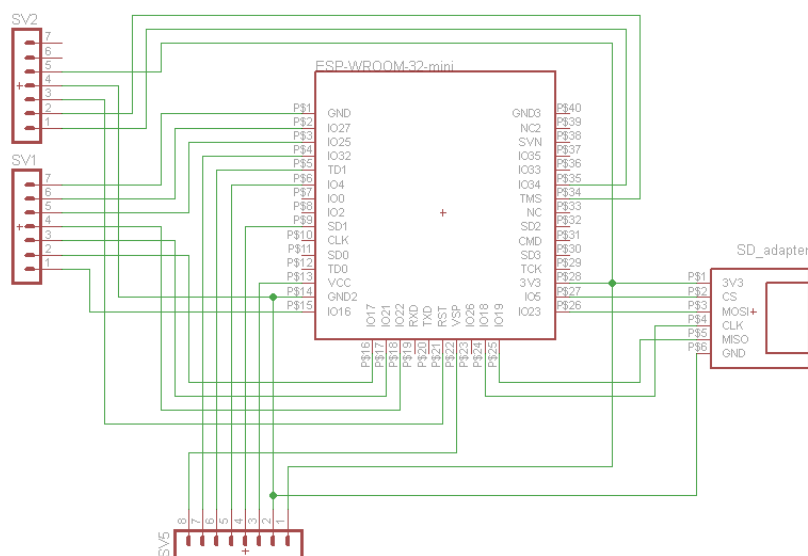 SV2
7
6
5
4
3
2
1
SV1
7
6
5
4
3
2
1
ESP-WROOM-32-mini
P$1 GND
P$2 IO27
P$3 IO25
P$4 IO32
P$5 TD1
P$6 IO4
P$7 IO0
P$8 IO2
P$9 SD1
P$10 CLK
P$11 SD0
P$12 TD0
P$13 VCC
P$14 GND2
P$15 IO16
GND3 P$40
NC2 P$39
SVN P$38
IO35 P$37
IO33 P$36
IO34 P$35
TMS P$34
NC P$33
SD2 P$32
CMD P$31
SD3 P$30
TCK P$29
3V3 P$28
IO5 P$27
IO23 P$26
IO17 P$16
IO21 P$17
IO22 P$18
RXD P$19
TXD P$20
RST P$21
VSP P$22
IO26 P$23
IO18 P$24
IO19 P$25
SD_adapter
P$1 3V3
P$2 CS
P$3 MOSI
P$4 CLK
P$5 MISO
P$6 GND
SV5
8
7
6
5
4
3
2
1